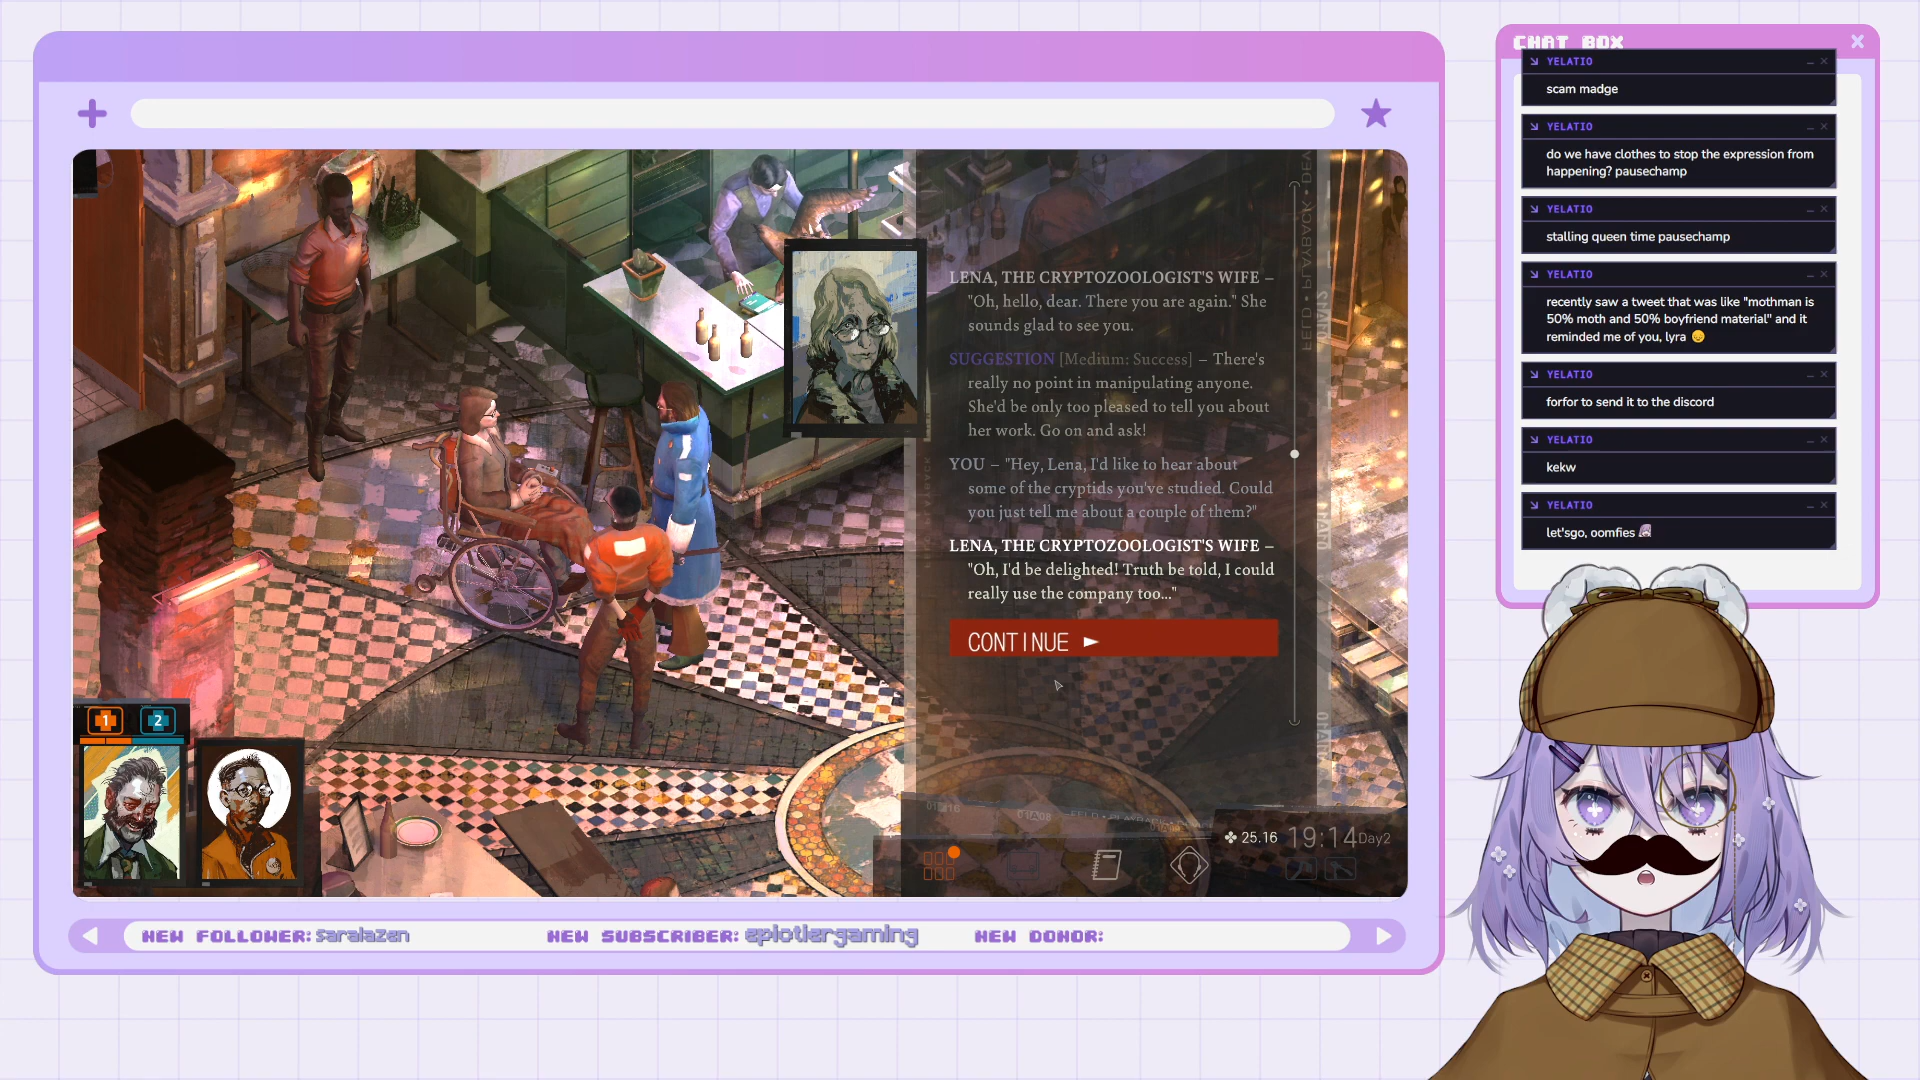 CHAT BOX
YELATIO
scam madge
YELATIO
do we have clothes to stop the expression from
happening? pausechamp
YELATIO
stalling queen time pausechamp
YELATIO
recently saw a tweet that was like "mothman is
50% moth and 50% boyfriend material" and it
reminded me of you, lyra
YELATIO
forfor to send it to the discord
YELATIO
kekw
YELATIO
let'sgo, oomfies
LENA, THE CRYPTOZOOLOGIST'S WIFE –
"Oh, hello, dear. There you are again." She
sounds glad to see you.
SUGGESTION [Medium: Success] – There's
really no point in manipulating anyone.
She'd be only too pleased to tell you about
her work. Go on and ask!
YOU – "Hey, Lena, I'd like to hear about
some of the cryptids you've studied. Could
you just tell me about a couple of them?"
LENA, THE CRYPTOZOOLOGIST'S WIFE –
"Oh, I'd be delighted! Truth be told, I could
really use the company too..."
CONTINUE
1 2
25.16 19:14 Day2
NEW FOLLOWER: saralazen NEW SUBSCRIBER: eplotiergaming NEW DONOR: